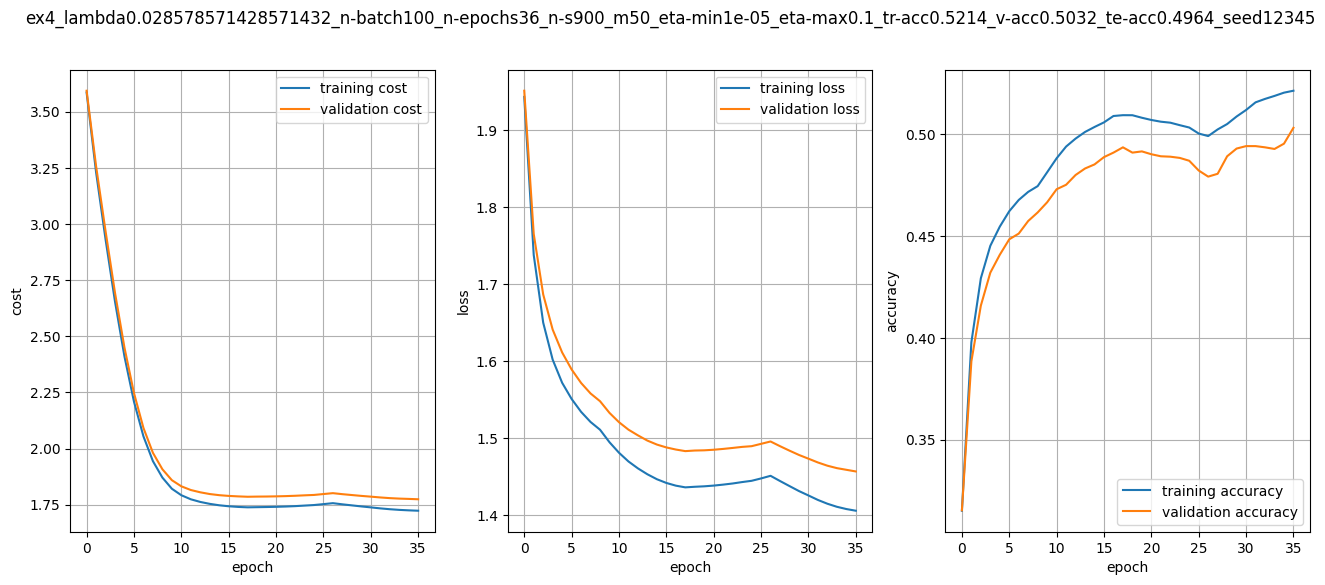 ex4_lambda0.028578571428571432_n-batch100_n-epochs36_n-s900_m50_eta-min1e-05_eta-max0.1_tr-acc0.5214_v-acc0.5032_te-acc0.4964_seed12345
training cost
validation cost
3.50
3.25
3.00
2.75
2.50
2.25
2.00
1.75
cost
0 5 10 15 20 25 30 35
epoch
training loss
validation loss
1.9
1.8
1.7
1.6
1.5
1.4
loss
0 5 10 15 20 25 30 35
epoch
0.50
0.45
0.40
0.35
accuracy
training accuracy
validation accuracy
0 5 10 15 20 25 30 35
epoch